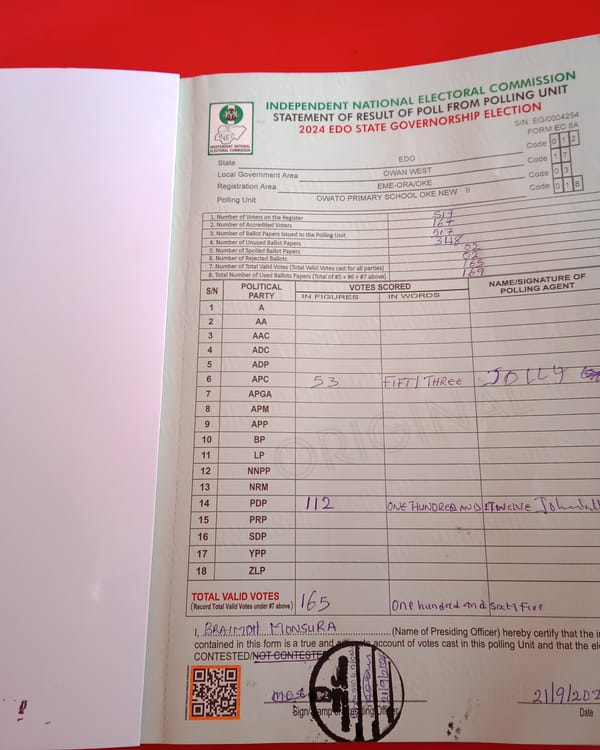 INDEPENDENT NATIONAL ELECTORAL COMMISSION
STATEMENT OF RESULT OF POLL FROM POLLING UNIT
2024 EDO STATE GOVERNORSHIP ELECTION
INDEPENDENT NATIONAL ELECTORAL COMMISSION
S/N: EG/0004254
FORM EC 8A
State EDO Code 0 1 2
Local Government Area OWAN WEST Code 1 7
Registration Area EME-ORA/OKE Code 0 3
Polling Unit OWATO PRIMARY SCHOOL OKE NEW II Code 0 1 8
1. Number of Voters on the Register 517
2. Number of Accredited Voters 167
3. Number of Ballot Papers Issued to the Polling Unit 517
4. Number of Unused Ballot Papers 348
5. Number of Spoiled Ballot Papers 02
6. Number of Rejected Ballots 02
7. Number of Total Valid Votes (Total Valid Votes cast for all parties) 165
8. Total Number of Used Ballots Papers (Total of #5 + #6 + #7 above) 169
S/N POLITICAL PARTY VOTES SCORED NAME/SIGNATURE OF POLLING AGENT
IN FIGURES IN WORDS
1 A
2 AA
3 AAC
4 ADC
5 ADP
6 APC 53 FIFTY THREE JOLLY
7 APGA
8 APM
9 APP
10 BP
11 LP
12 NNPP
13 NRM
14 PDP 112 ONE HUNDRED AND
15 PRP
16 SDP
17 YPP
18 ZLP
ORIGINAL
TOTAL VALID VOTES 165 One hundred and Sixty Five
(Record Total Valid Votes under #7 above)
I, BRAIMOH MONSURA (Name of Presiding Officer) hereby certify that the in
contained in this form is a true and account of votes cast in this polling Unit and that the ele
CONTESTED/NOT CONTESTED
21/9/202
Sign/Stamp of Presiding Officer Date